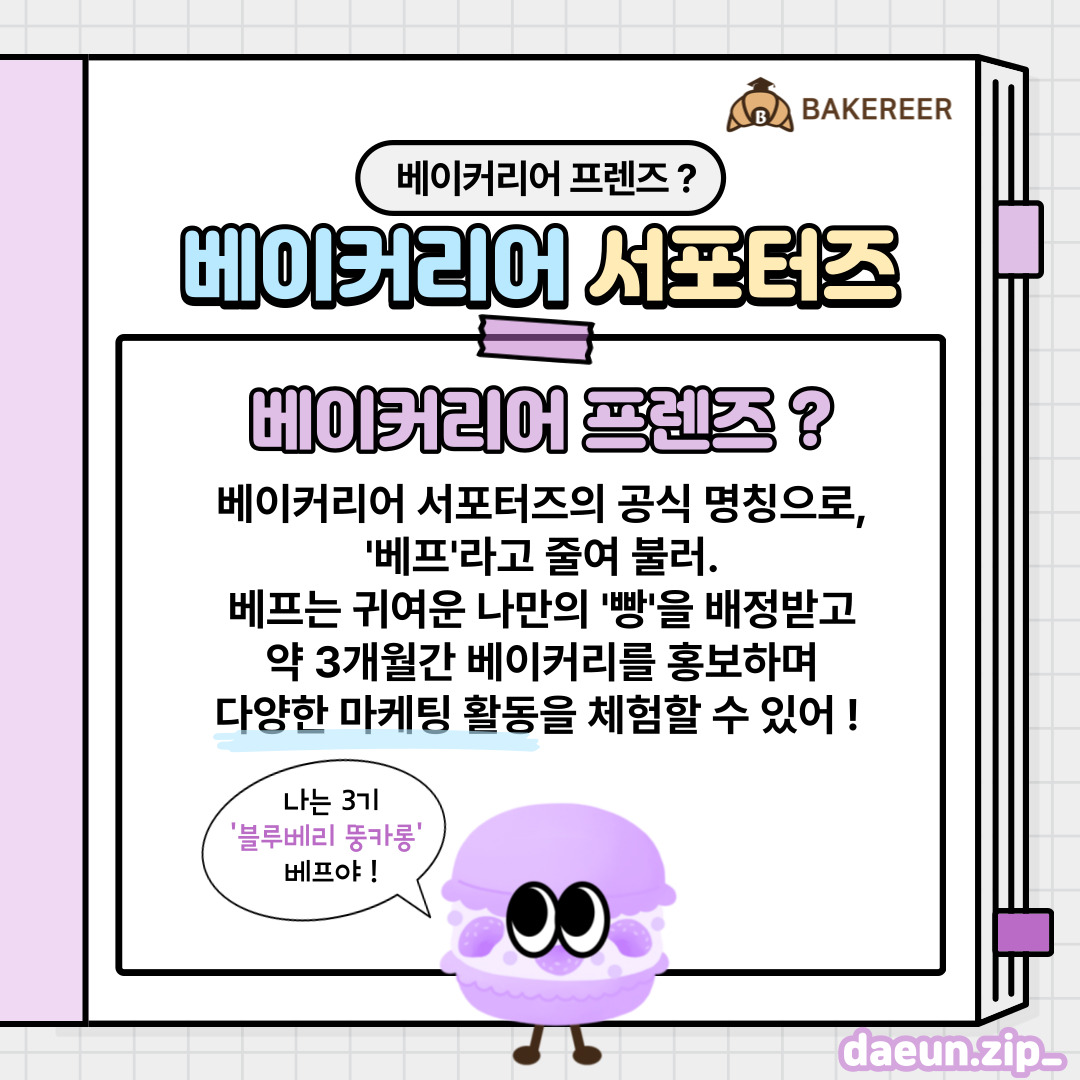 BAKEREER
베이커리어 프렌즈 ?
베이커리어 서포터즈
베이커리어 프렌즈 ?
베이커리어 서포터즈의 공식 명칭으로,
'베프'라고 줄여 불러.
베프는 귀여운 나만의 '빵'을 배정받고
약 3개월간 베이커리를 홍보하며
다양한 마케팅 활동을 체험할 수 있어 !
나는 3기
'블루베리 뚱카롱'
베프야 !
B
daeun.zip_